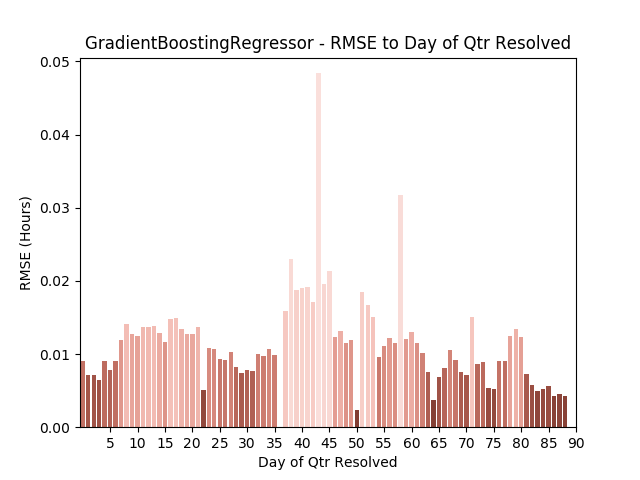 GradientBoostingRegressor - RMSE to Day of Qtr Resolved
0.05
0.04
0.03
0.02
0.01
0.00
RMSE (Hours)
5 10 15 20 25 30 35 40 45 50 55 60 65 70 75 80 85 90
Day of Qtr Resolved